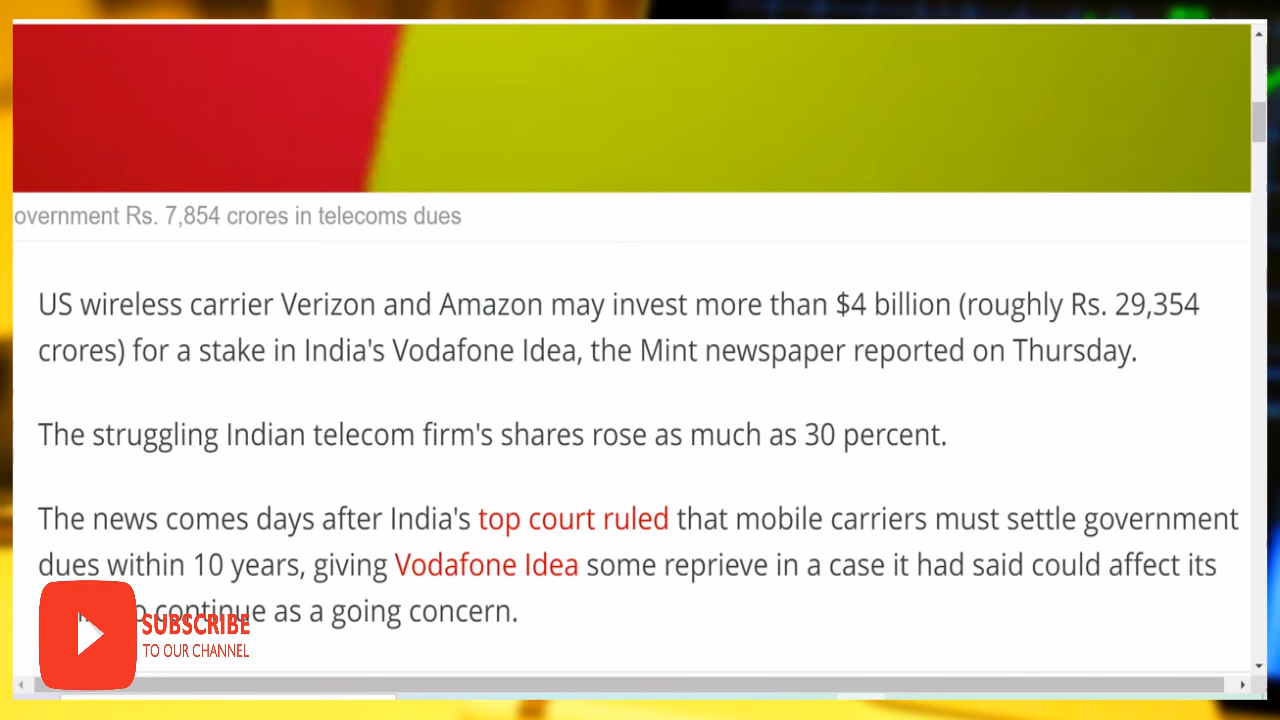 overnment Rs. 7,854 crores in telecoms dues
US wireless carrier Verizon and Amazon may invest more than $4 billion (roughly Rs. 29,354
crores) for a stake in India's Vodafone Idea, the Mint newspaper reported on Thursday.
The struggling Indian telecom firm's shares rose as much as 30 percent.
The news comes days after India's top court ruled that mobile carriers must settle government
dues within 10 years, giving Vodafone Idea some reprieve in a case it had said could affect its
continue as a going concern.
SUBSCRIBE
TO OUR CHANNEL